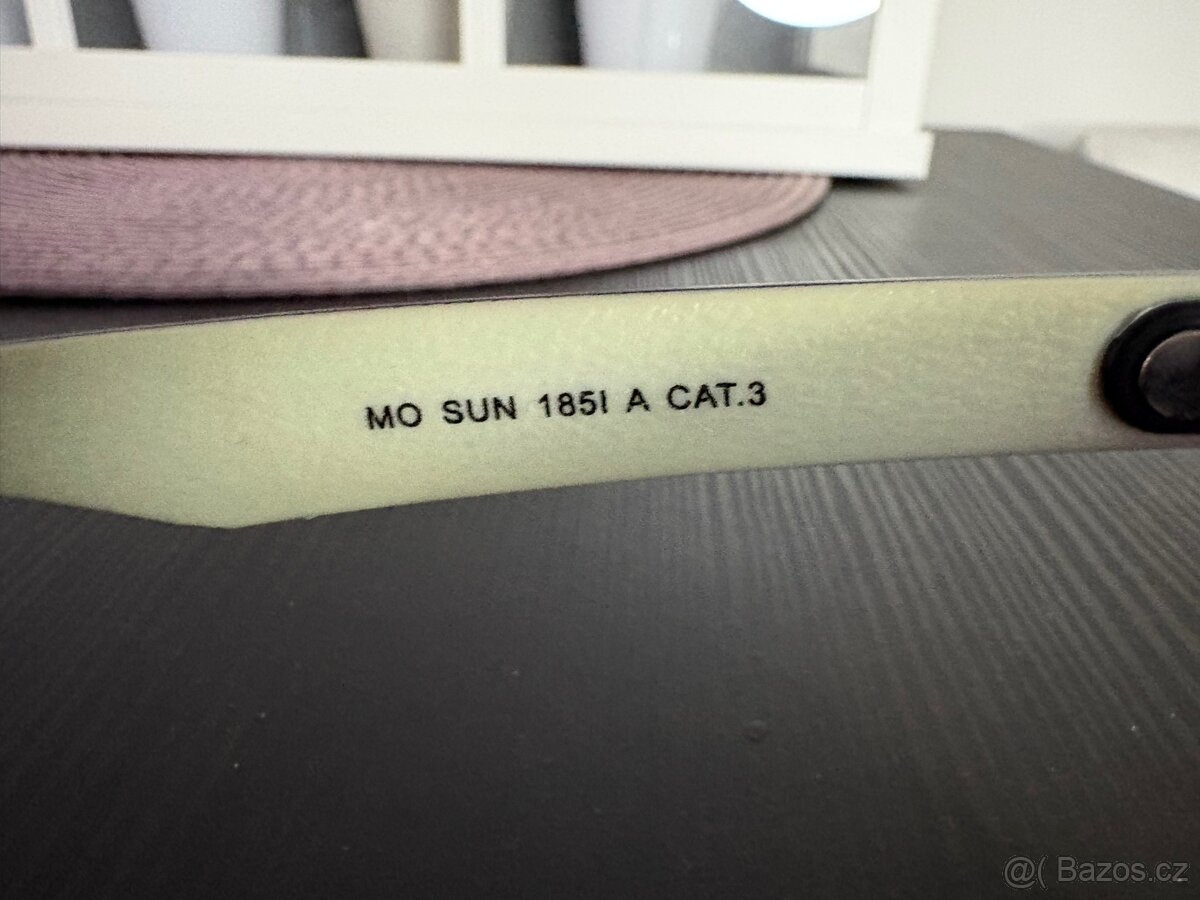 MO SUN 185I A CAT.3
@( Bazos.cz